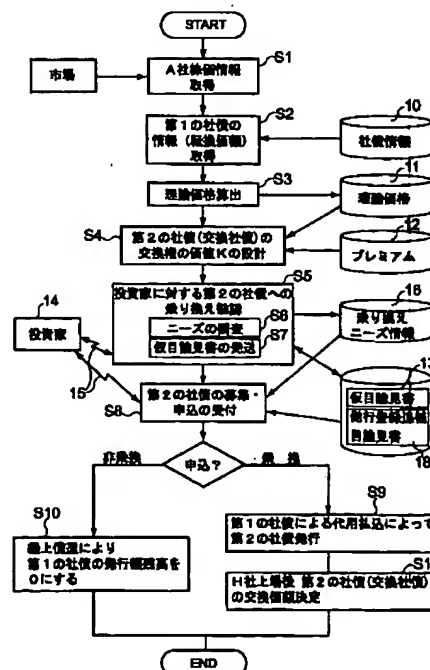 START
S1
市場
A社株価情報
取得
S2
第1の社債の
情報(転換価額)
取得
10
社債情報
S3
理論価格算出
11
理論価格
S4
第2の社債(交換社債)の
交換権の価値Kの設計
12
プレミアム
S5
投資家に対する第2の社債への
乗り換え確認
S6
ニーズの調査
S7
仮目論見書の発送
14
投資家
15
16
乗り換え
ニーズ情報
仮目論見書
目論見書
18
S8
第2の社債の募集・
申込の受付
申込?
非乗換
乗換
S9
第1の社債による代用払込によって
第2の社債発行
S10
繰上償還により
第1の社債の発行額残高を
0にする
S1
H社上場後 第2の社債(交換社債)
の交換価額決定
END